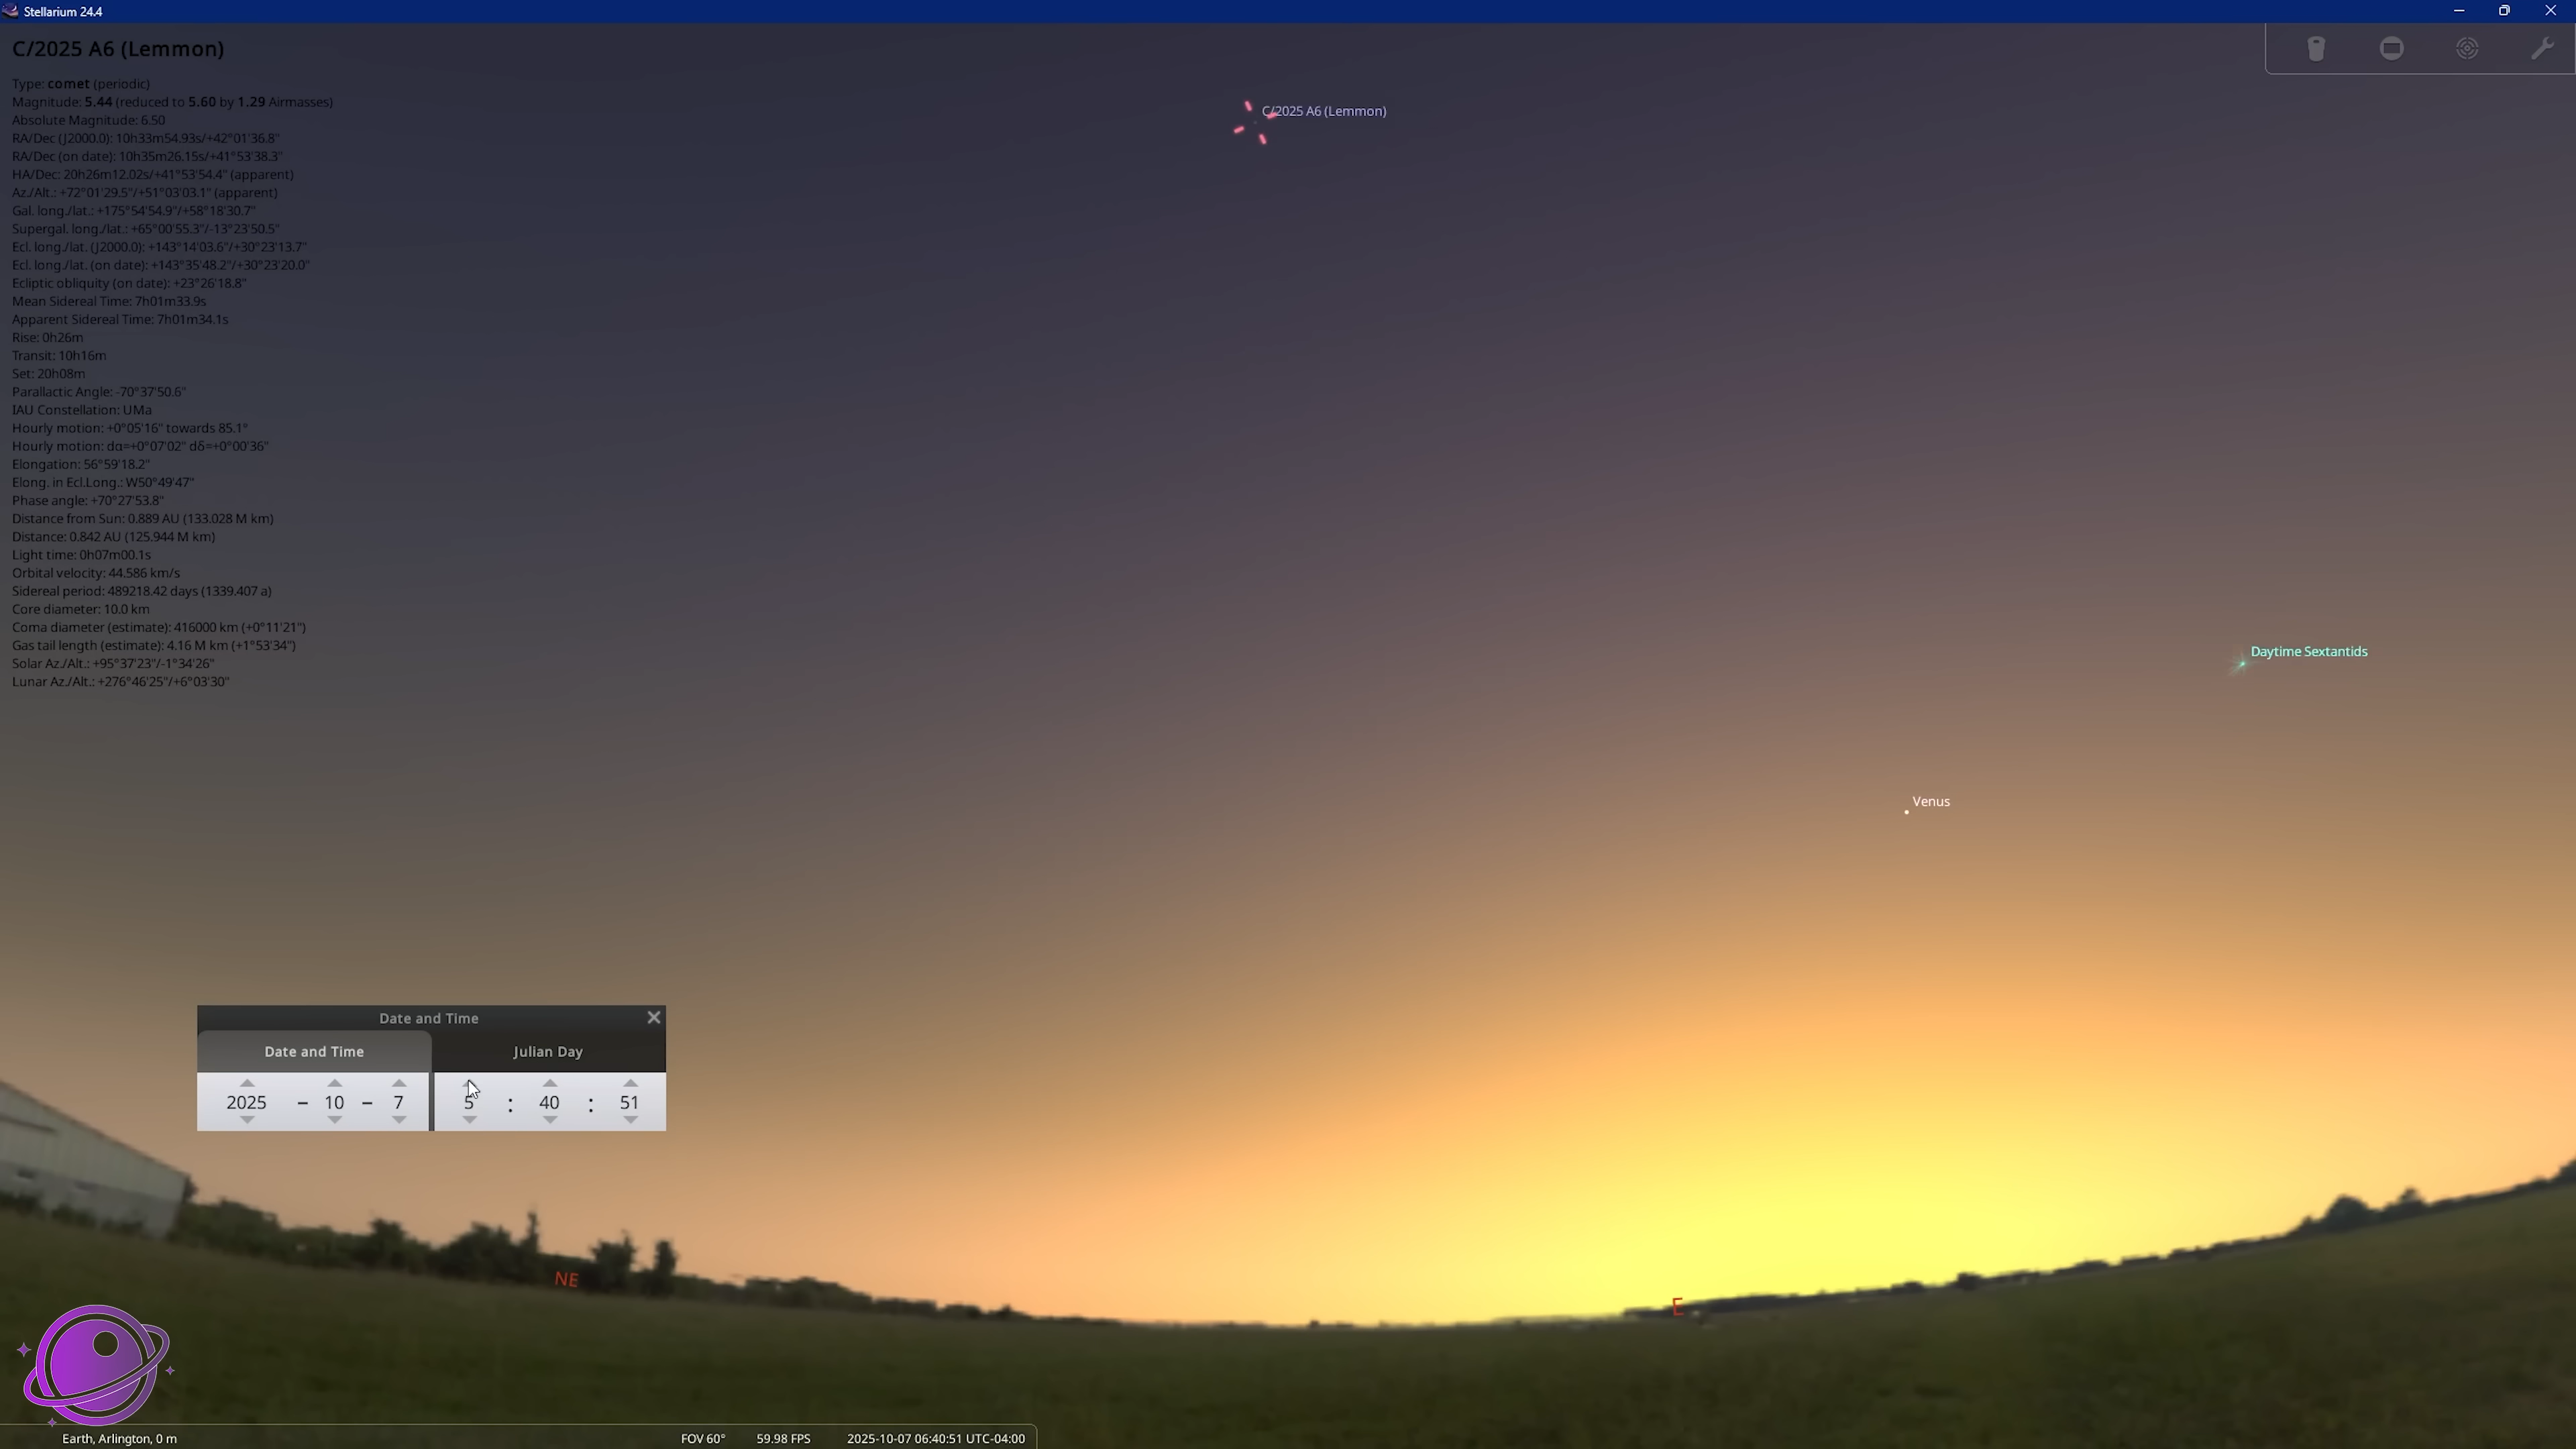 Stellarium 24.4
C/2025 A6 (Lemmon)
Type: comet (periodic)
Magnitude: 5.44 (reduced to 5.60 by 1.29 Airmasses)
Absolute Magnitude: 6.50
RA/Dec (J2000.0): 10h33m54.93s/+42°01'36.8"
RA/Dec (on date): 10h35m26.15s/+41°53'38.3"
HA/Dec: 20h26m12.02s/+41°53'54.4" (apparent)
Az./Alt.: +72°01'29.5"/+51°03'03.1" (apparent)
Gal. long./lat.: +175°54'54.9"/+58°18'30.7"
Supergal. long./lat.: +65°00'55.3"/-13°23'50.5"
Ecl. long./lat. (J2000.0): +143°14'03.6"/+30°23'13.7"
Ecl. long./lat. (on date): +143°35'48.2"/+30°23'20.0"
Ecliptic obliquity (on date): +23°26'18.8"
Mean Sidereal Time: 7h01m33.9s
Apparent Sidereal Time: 7h01m34.1s
Rise: 0h26m
Transit: 10h16m
Set: 20h08m
Parallactic Angle: -70°37'50.6"
IAU Constellation: UMa
Hourly motion: +0°05'16" towards 85.1°
Hourly motion: dα=+0°07'02" dδ=+0°00'36"
Elongation: 56°59'18.2"
Elong. in Ecl.Long.: W50°49'47"
Phase angle: +70°27'53.8"
Distance from Sun: 0.889 AU (133.028 M km)
Distance: 0.842 AU (125.944 M km)
Light time: 0h07m00.1s
Orbital velocity: 44.586 km/s
Sidereal period: 489218.42 days (1339.407 a)
Core diameter: 10.0 km
Coma diameter (estimate): 416000 km (+0°11'21")
Gas tail length (estimate): 4.16 M km (+1°53'34")
Solar Az./Alt.: +95°37'23"/-1°34'26"
Lunar Az./Alt.: +276°46'25"/+6°03'30"
C/2025 A6 (Lemmon)
Daytime Sextantids
Venus
Date and Time
Date and Time Julian Day
2025 – 10 – 7 5 : 40 : 51
NE
E
Earth, Arlington, 0 m FOV 60° 59.98 FPS 2025-10-07 06:40:51 UTC-04:00